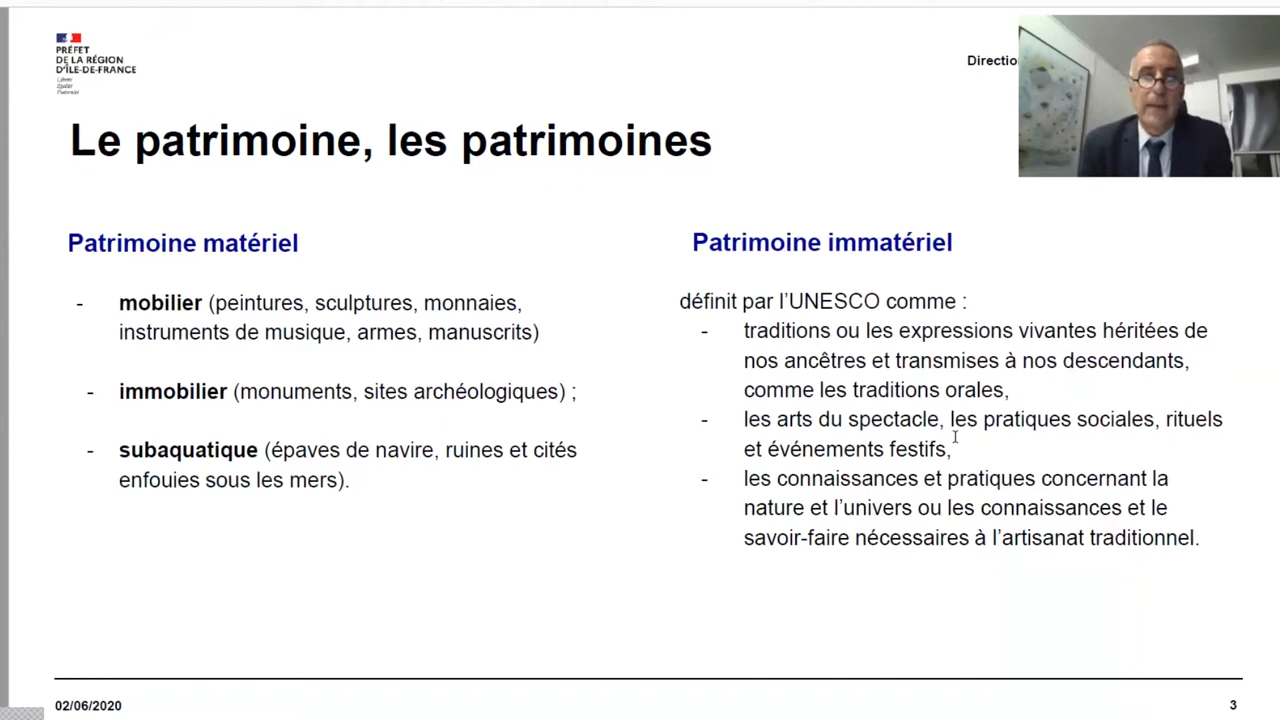 PRÉFET
DE LA RÉGION
D'ÎLE-DE-FRANCE
Liberté
Égalité
Fraternité
Directio
Le patrimoine, les patrimoines
Patrimoine matériel
- mobilier (peintures, sculptures, monnaies,
instruments de musique, armes, manuscrits)
- immobilier (monuments, sites archéologiques) ;
- subaquatique (épaves de navire, ruines et cités
enfouies sous les mers).
Patrimoine immatériel
définit par l'UNESCO comme :
- traditions ou les expressions vivantes héritées de
nos ancêtres et transmises à nos descendants,
comme les traditions orales,
- les arts du spectacle, les pratiques sociales, rituels
et événements festifs,
- les connaissances et pratiques concernant la
nature et l'univers ou les connaissances et le
savoir-faire nécessaires à l'artisanat traditionnel.
02/06/2020
3